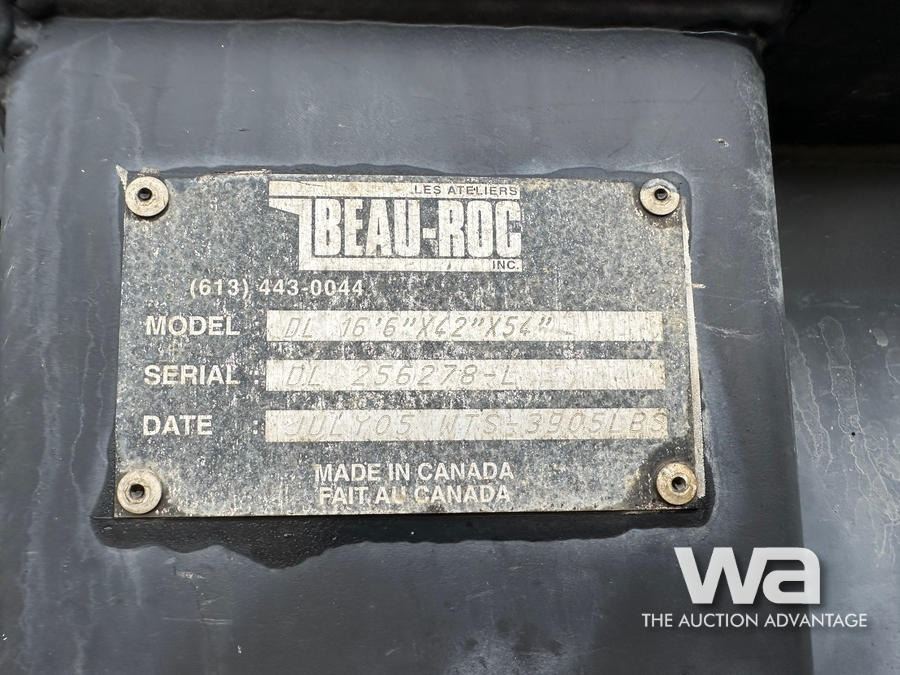 LES ATELIERS
BEAU-ROC
INC.
(613) 443-0044
MODEL : DL 16'6"X42"X54"
SERIAL : DL 256278-L
DATE : JULY05 WTS-3905LBS
MADE IN CANADA
FAIT AU CANADA
wa
THE AUCTION ADVANTAGE